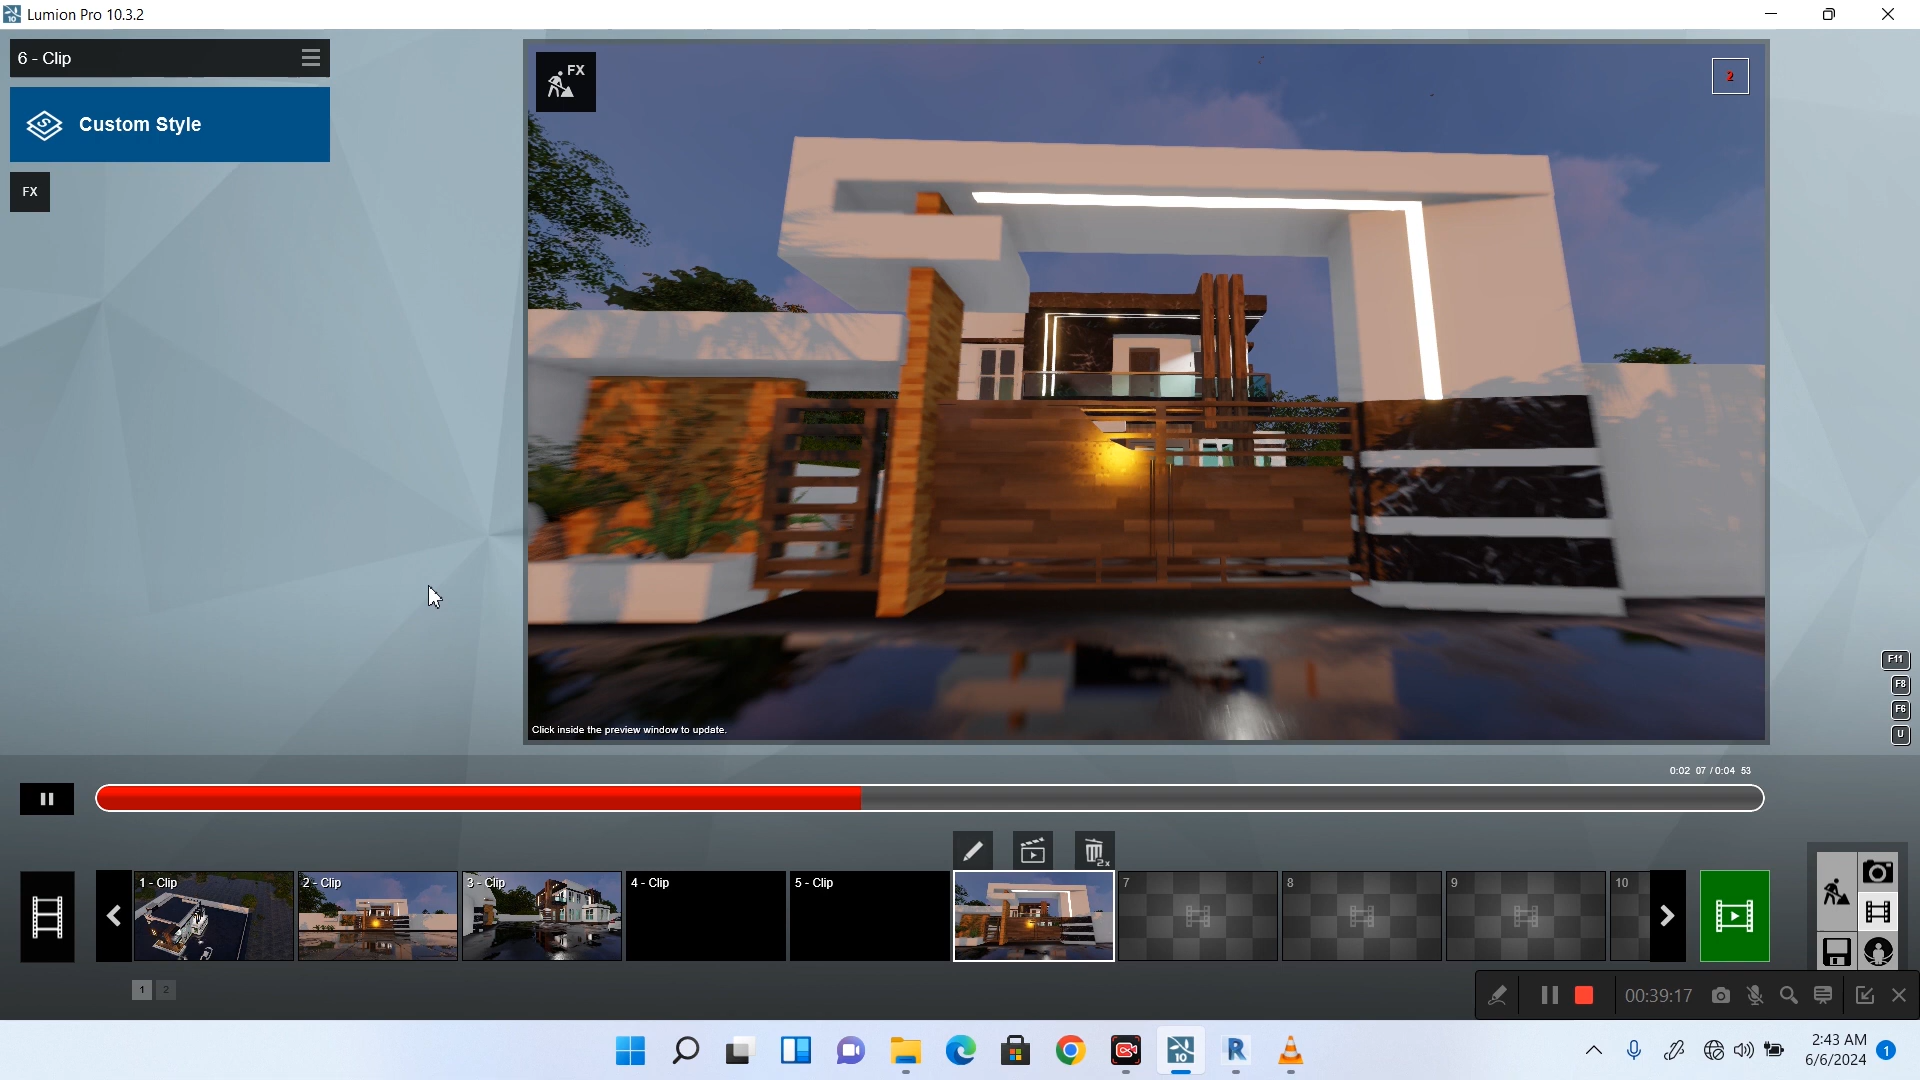 Lumion Pro 10.3.2
6 - Clip
Custom Style
FX
FX
2
Click inside the preview window to update.
F11
F8
F6
U
0:02 07 / 0:04 53
2x
1 - Clip
2 - Clip
3 - Clip
4 - Clip
5 - Clip
7
8
9
10
1
2
00:39:17
10
R
2:43 AM
6/6/2024
1